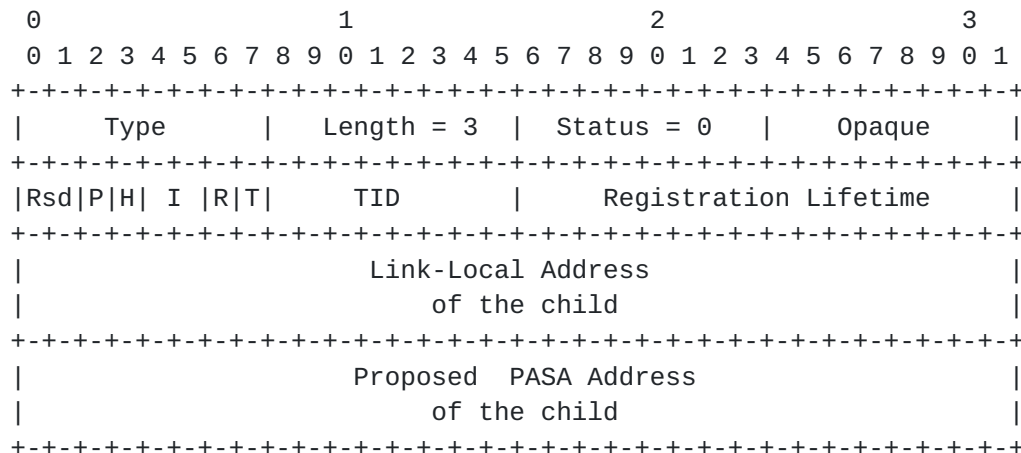 0                   1                   2                   3
 0 1 2 3 4 5 6 7 8 9 0 1 2 3 4 5 6 7 8 9 0 1 2 3 4 5 6 7 8 9 0 1
+-+-+-+-+-+-+-+-+-+-+-+-+-+-+-+-+-+-+-+-+-+-+-+-+-+-+-+-+-+-+-+-+
|     Type      |   Length = 3  |  Status = 0   |    Opaque     |
+-+-+-+-+-+-+-+-+-+-+-+-+-+-+-+-+-+-+-+-+-+-+-+-+-+-+-+-+-+-+-+-+
|Rsd|P|H| I |R|T|     TID       |     Registration Lifetime     |
+-+-+-+-+-+-+-+-+-+-+-+-+-+-+-+-+-+-+-+-+-+-+-+-+-+-+-+-+-+-+-+-+
|                      Link-Local Address                       |
|                          of the child                         |
+-+-+-+-+-+-+-+-+-+-+-+-+-+-+-+-+-+-+-+-+-+-+-+-+-+-+-+-+-+-+-+-+
|                     Proposed  PASA Address                    |
|                          of the child                         |
+-+-+-+-+-+-+-+-+-+-+-+-+-+-+-+-+-+-+-+-+-+-+-+-+-+-+-+-+-+-+-+-+